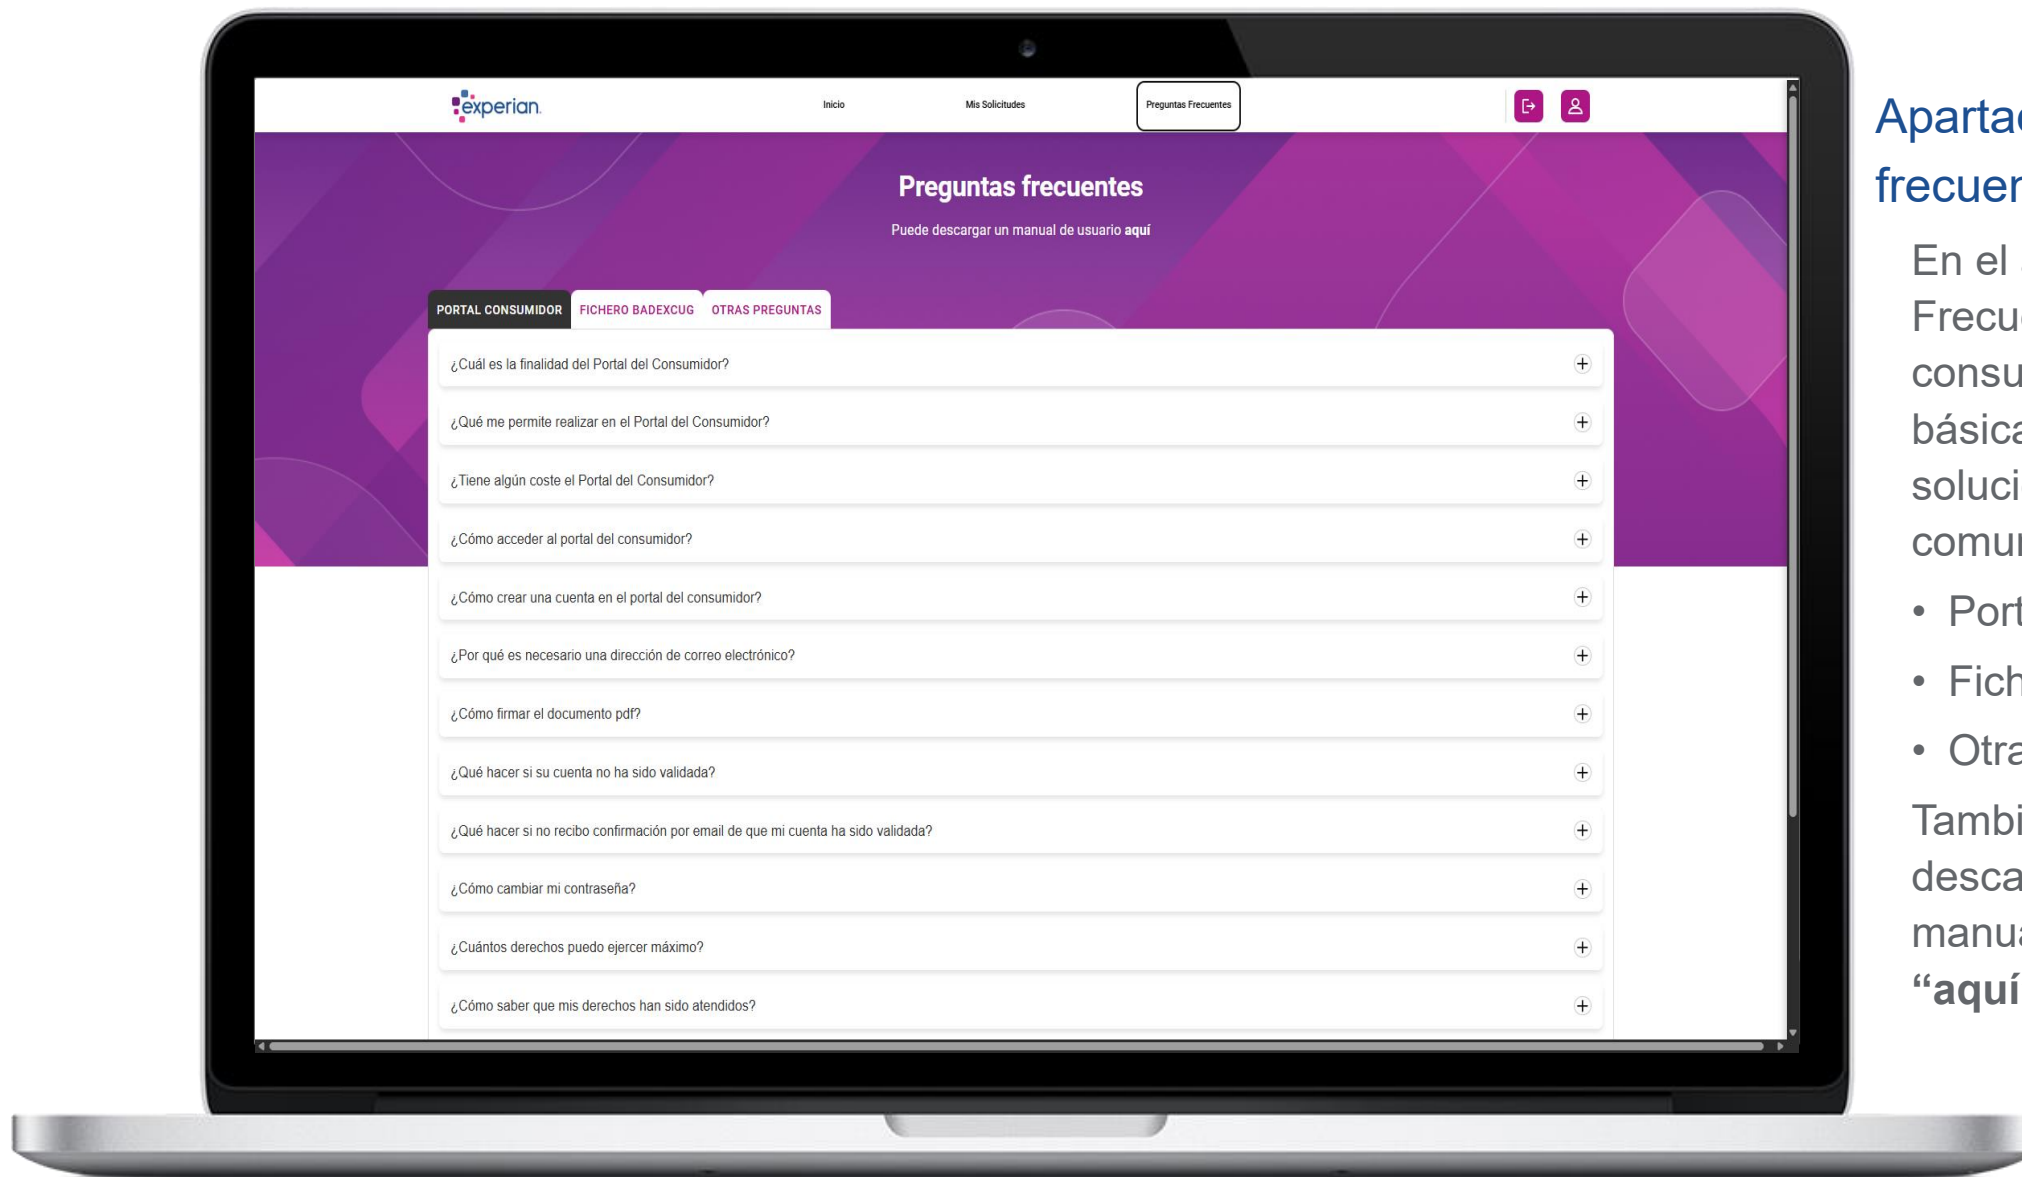 experian.
Inicio
Mis Solicitudes
Preguntas Frecuentes
Preguntas frecuentes
Puede descargar un manual de usuario aquí
PORTAL CONSUMIDOR
FICHERO BADEXCUG
OTRAS PREGUNTAS
¿Cuál es la finalidad del Portal del Consumidor?
¿Qué me permite realizar en el Portal del Consumidor?
¿Tiene algún coste el Portal del Consumidor?
¿Cómo acceder al portal del consumidor?
¿Cómo crear una cuenta en el portal del consumidor?
¿Por qué es necesario una dirección de correo electrónico?
¿Cómo firmar el documento pdf?
¿Qué hacer si su cuenta no ha sido validada?
¿Qué hacer si no recibo confirmación por email de que mi cuenta ha sido validada?
¿Cómo cambiar mi contraseña?
¿Cuántos derechos puedo ejercer máximo?
¿Cómo saber que mis derechos han sido atendidos?
En el
“aquí